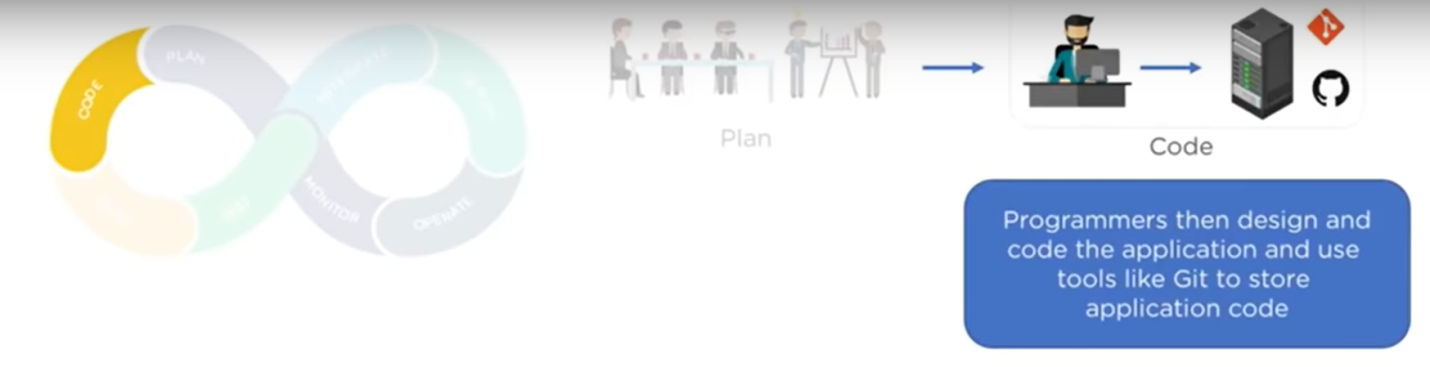 CODE
PLAN
MONITOR
OPERATE
Plan
Code
Programmers then design and
code the application and use
tools like Git to store
application code